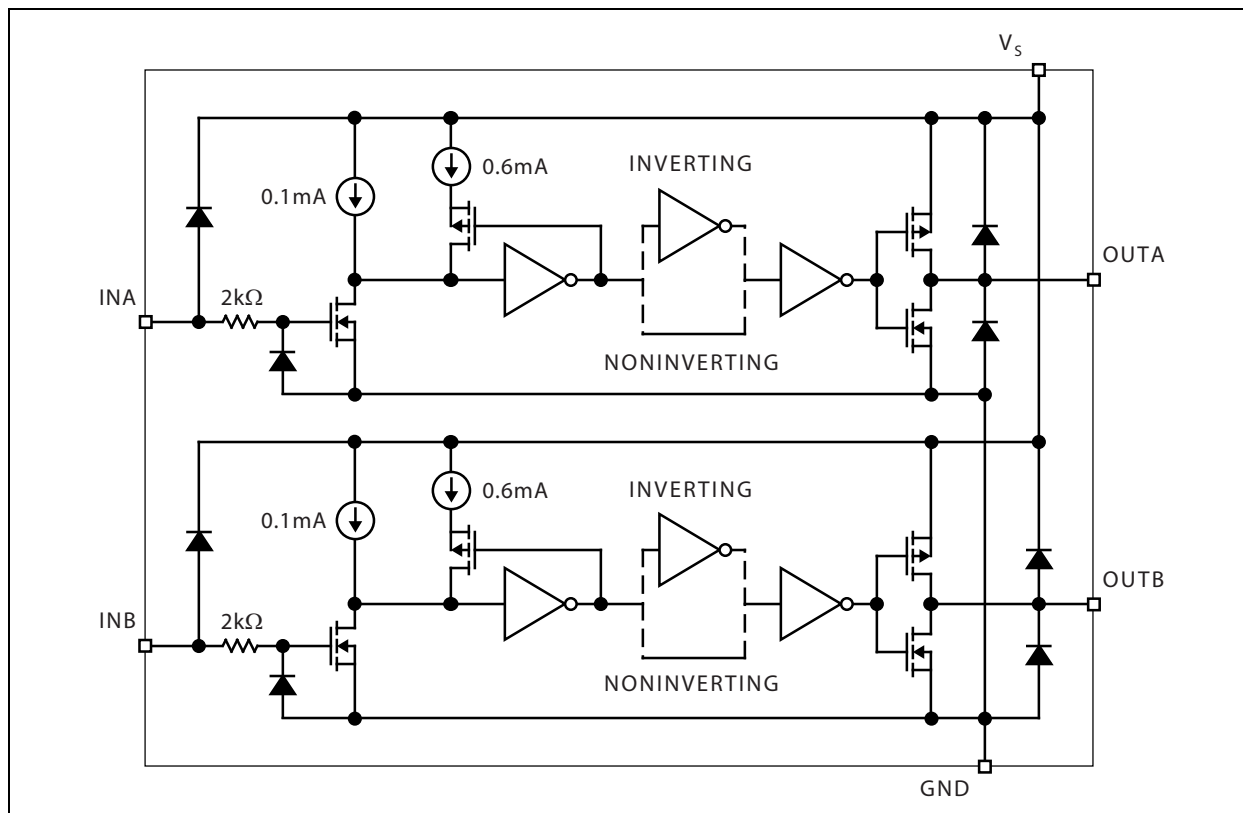 V_S
0.6mA
INVERTING
0.1mA
OUTA
INA
2kΩ
NONINVERTING
0.6mA
INVERTING
0.1mA
OUTB
INB
2kΩ
NONINVERTING
GND